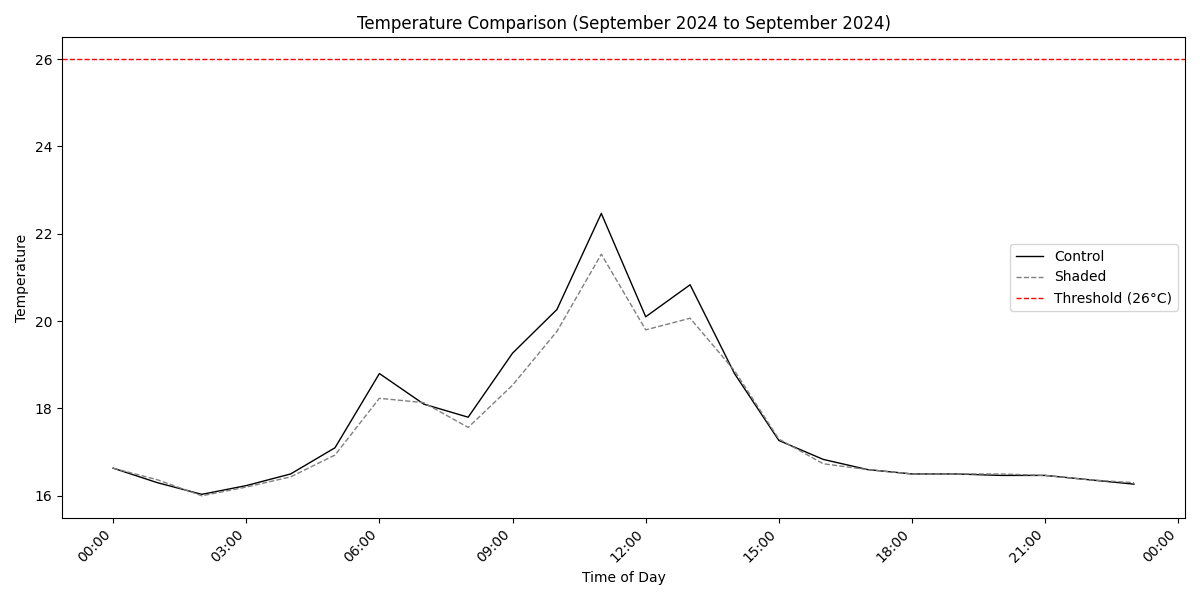 Temperature Comparison (September 2024 to September 2024)
26
24
22
20
18
16
Temperature
Control
Shaded
Threshold (26°C)
00:00
03:00
06:00
09:00
12:00
15:00
18:00
21:00
00:00
Time of Day